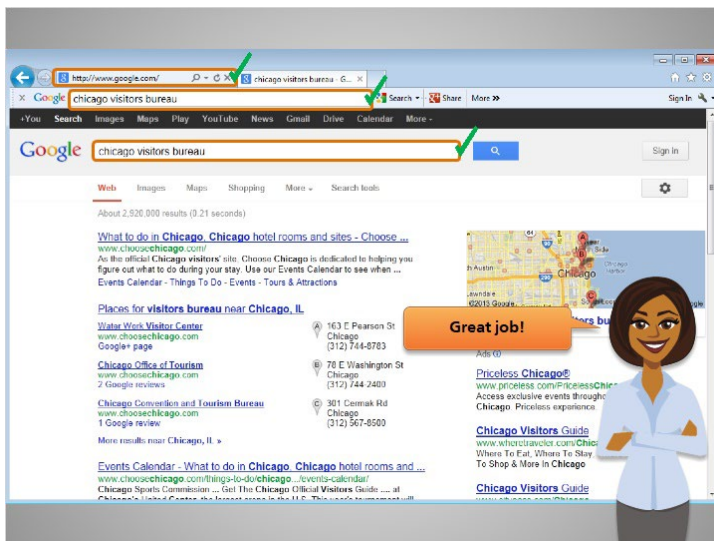 http://www.google.com/
chicago visitors bureau - G...
x Google chicago visitors bureau Search Share More >> Sign In
+You Search Images Maps Play YouTube News Gmail Drive Calendar More
Google chicago visitors bureau Sign in
Web Images Maps Shopping More Search tools
About 2,920,000 results (0.21 seconds)
What to do in Chicago, Chicago hotel rooms and sites - Choose ...
www.choosechicago.com/
As the official Chicago visitors' site. Choose Chicago is dedicated to helping you
figure out what to do during your stay. Use our Events Calendar to see when ...
Events Calendar - Things To Do - Events - Tours & Attractions
Places for visitors bureau near Chicago, IL
Water Work Visitor Center
www.choosechicago.com
Google+ page
A 163 E Pearson St
Chicago
(312) 744-8783
Chicago Office of Tourism
www.choosechicago.com
2 Google reviews
B 78 E Washington St
Chicago
(312) 744-2400
Chicago Convention and Tourism Bureau
www.choosechicago.com
1 Google review
C 301 Cermak Rd
Chicago
(312) 567-8500
More results near Chicago, IL »
Events Calendar - What to do in Chicago, Chicago hotel rooms and ...
www.choosechicago.com/things-to-do/chicago.../events-calendar/
Chicago Sports Commission ... Get The Chicago Official Visitors Guide .... at
Chicago
©2013 Google
Great job!
Ads
Priceless Chicago®
www.priceless.com/PricelessChic
Access exclusive events through
Chicago. Priceless experience.
Chicago Visitors Guide
www.wheretraveler.com/Chica
Where To Eat, Where To Stay
To Shop & More In Chicago
Chicago Visitors Guide